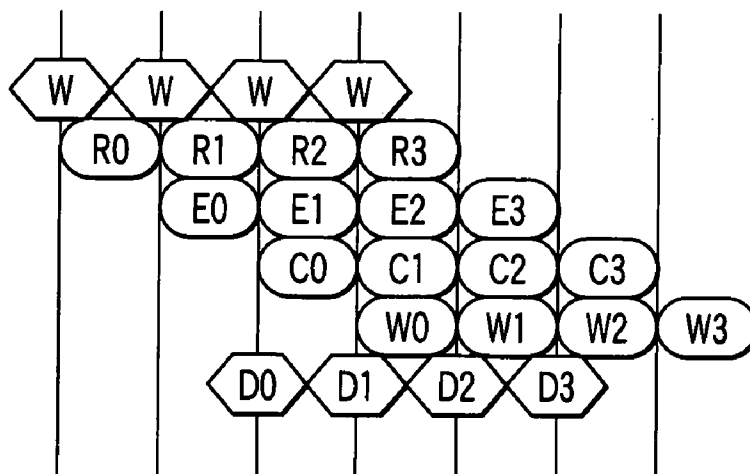 W W W W
R0 R1 R2 R3
E0 E1 E2 E3
C0 C1 C2 C3
W0 W1 W2 W3
D0 D1 D2 D3